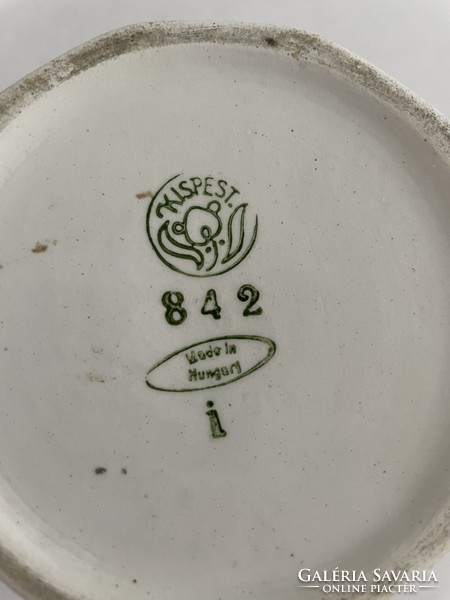 KISPEST.
842
Made in
Hungary
i
GALÉRIA SAVARIA
ONLINE PIACTÉR